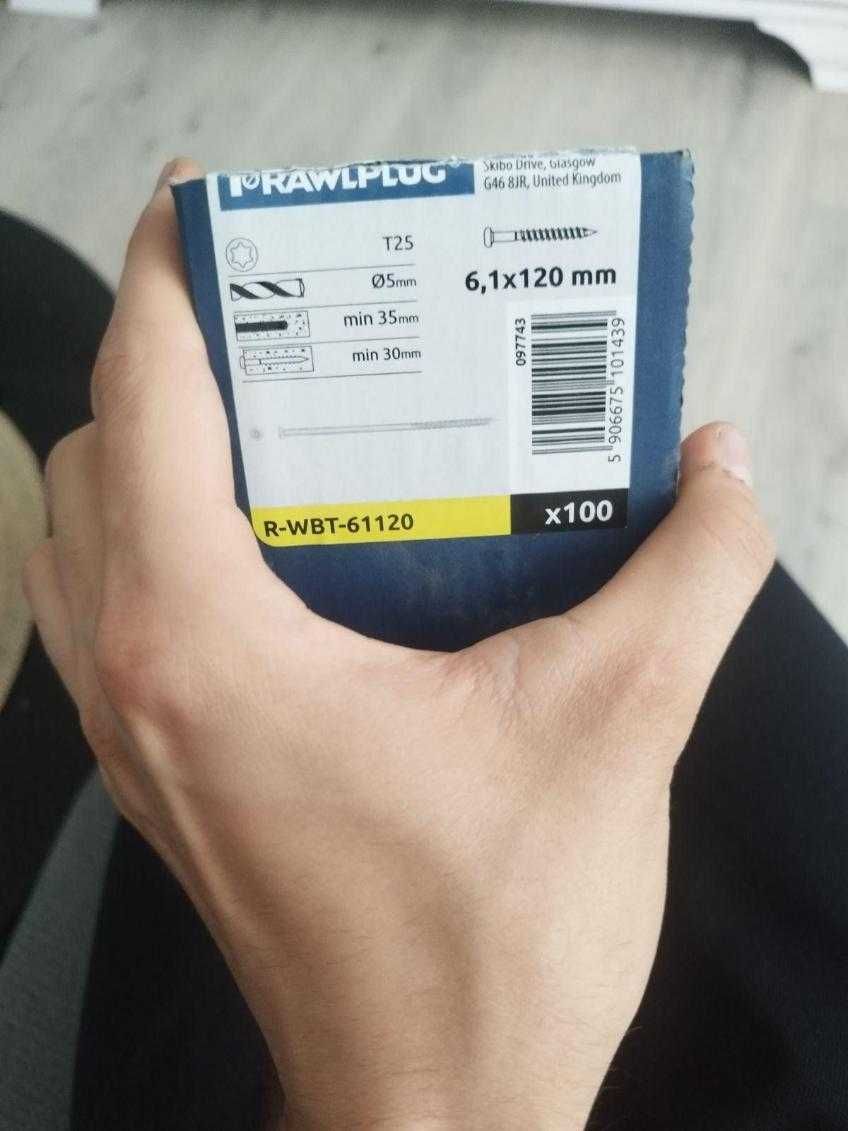 RAWLPLUG®
Skibo Drive, Glasgow
G46 8JR, United Kingdom
T25
Ø5mm
min 35mm
min 30mm
6,1x120 mm
097743
5 906675 101439
R-WBT-61120
x100